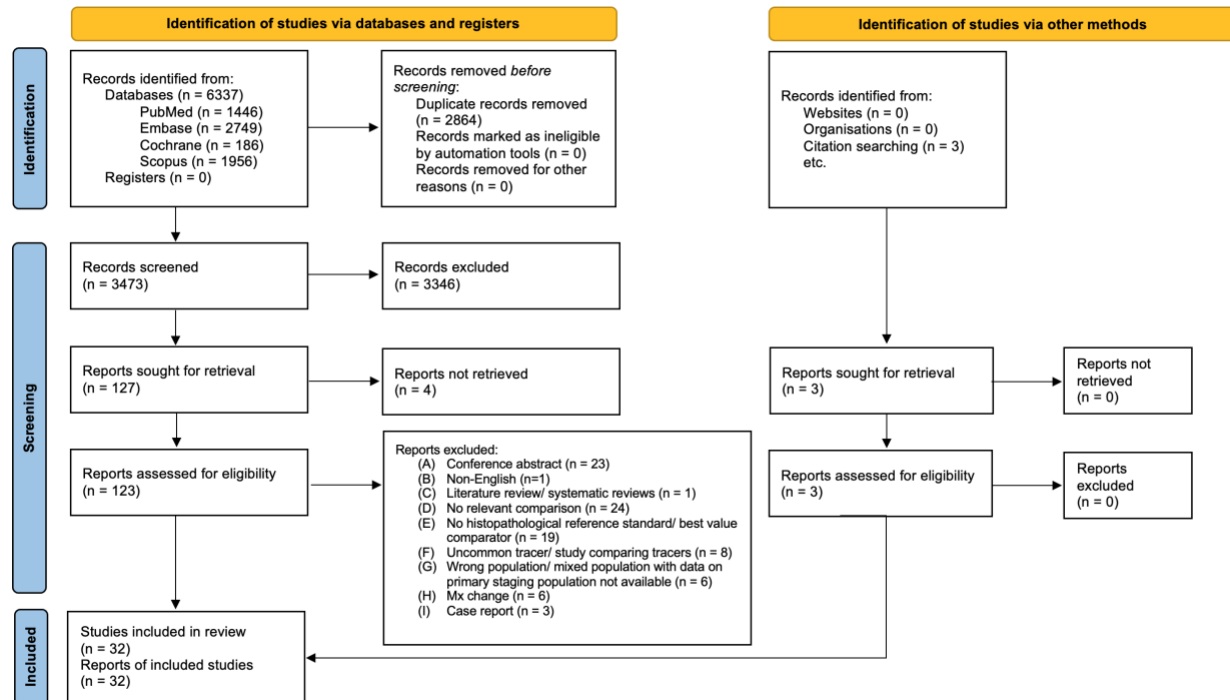 Identification of studies via databases and registers
Identification of studies via other methods
Identification
Records identified from:
Databases (n = 6337)
PubMed (n = 1446)
Embase (n = 2749)
Cochrane (n = 186)
Scopus (n = 1956)
Registers (n = 0)
Records removed before
screening:
Duplicate records removed
(n = 2864)
Records marked as ineligible
by automation tools (n = 0)
Records removed for other
reasons (n = 0)
Records identified from:
Websites (n = 0)
Organisations (n = 0)
Citation searching (n = 3)
etc.
Screening
Records screened
(n = 3473)
Records excluded
(n = 3346)
Reports sought for retrieval
(n = 127)
Reports not retrieved
(n = 4)
Reports sought for retrieval
(n = 3)
Reports not
retrieved
(n = 0)
Reports assessed for eligibility
(n = 123)
Reports excluded:
(A) Conference abstract (n = 23)
(B) Non-English (n=1)
(C) Literature review/ systematic reviews (n = 1)
(D) No relevant comparison (n = 24)
(E) No histopathological reference standard/ best value
comparator (n = 19)
(F) Uncommon tracer/ study comparing tracers (n = 8)
(G) Wrong population/ mixed population with data on
primary staging population not available (n = 6)
(H) Mx change (n = 6)
(I) Case report (n = 3)
Reports assessed for eligibility
(n = 3)
Reports
excluded
(n = 0)
Included
Studies included in review
(n = 32)
Reports of included studies
(n = 32)